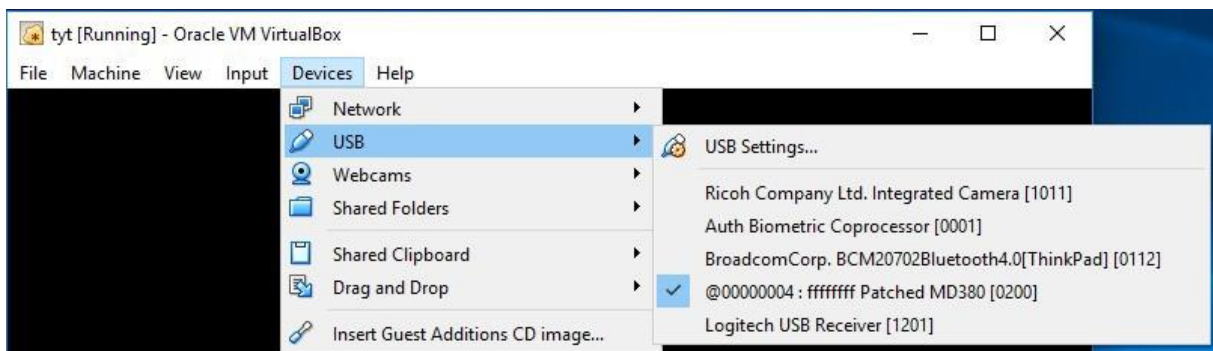 tyt [Running] - Oracle VM VirtualBox
File Machine View Input Devices Help
Network
USB
Webcams
Shared Folders
Shared Clipboard
Drag and Drop
Insert Guest Additions CD image...
USB Settings...
Ricoh Company Ltd. Integrated Camera [1011]
Auth Biometric Coprocessor [0001]
BroadcomCorp. BCM20702Bluetooth4.0[ThinkPad] [0112]
@00000004 : ffffffff Patched MD380 [0200]
Logitech USB Receiver [1201]